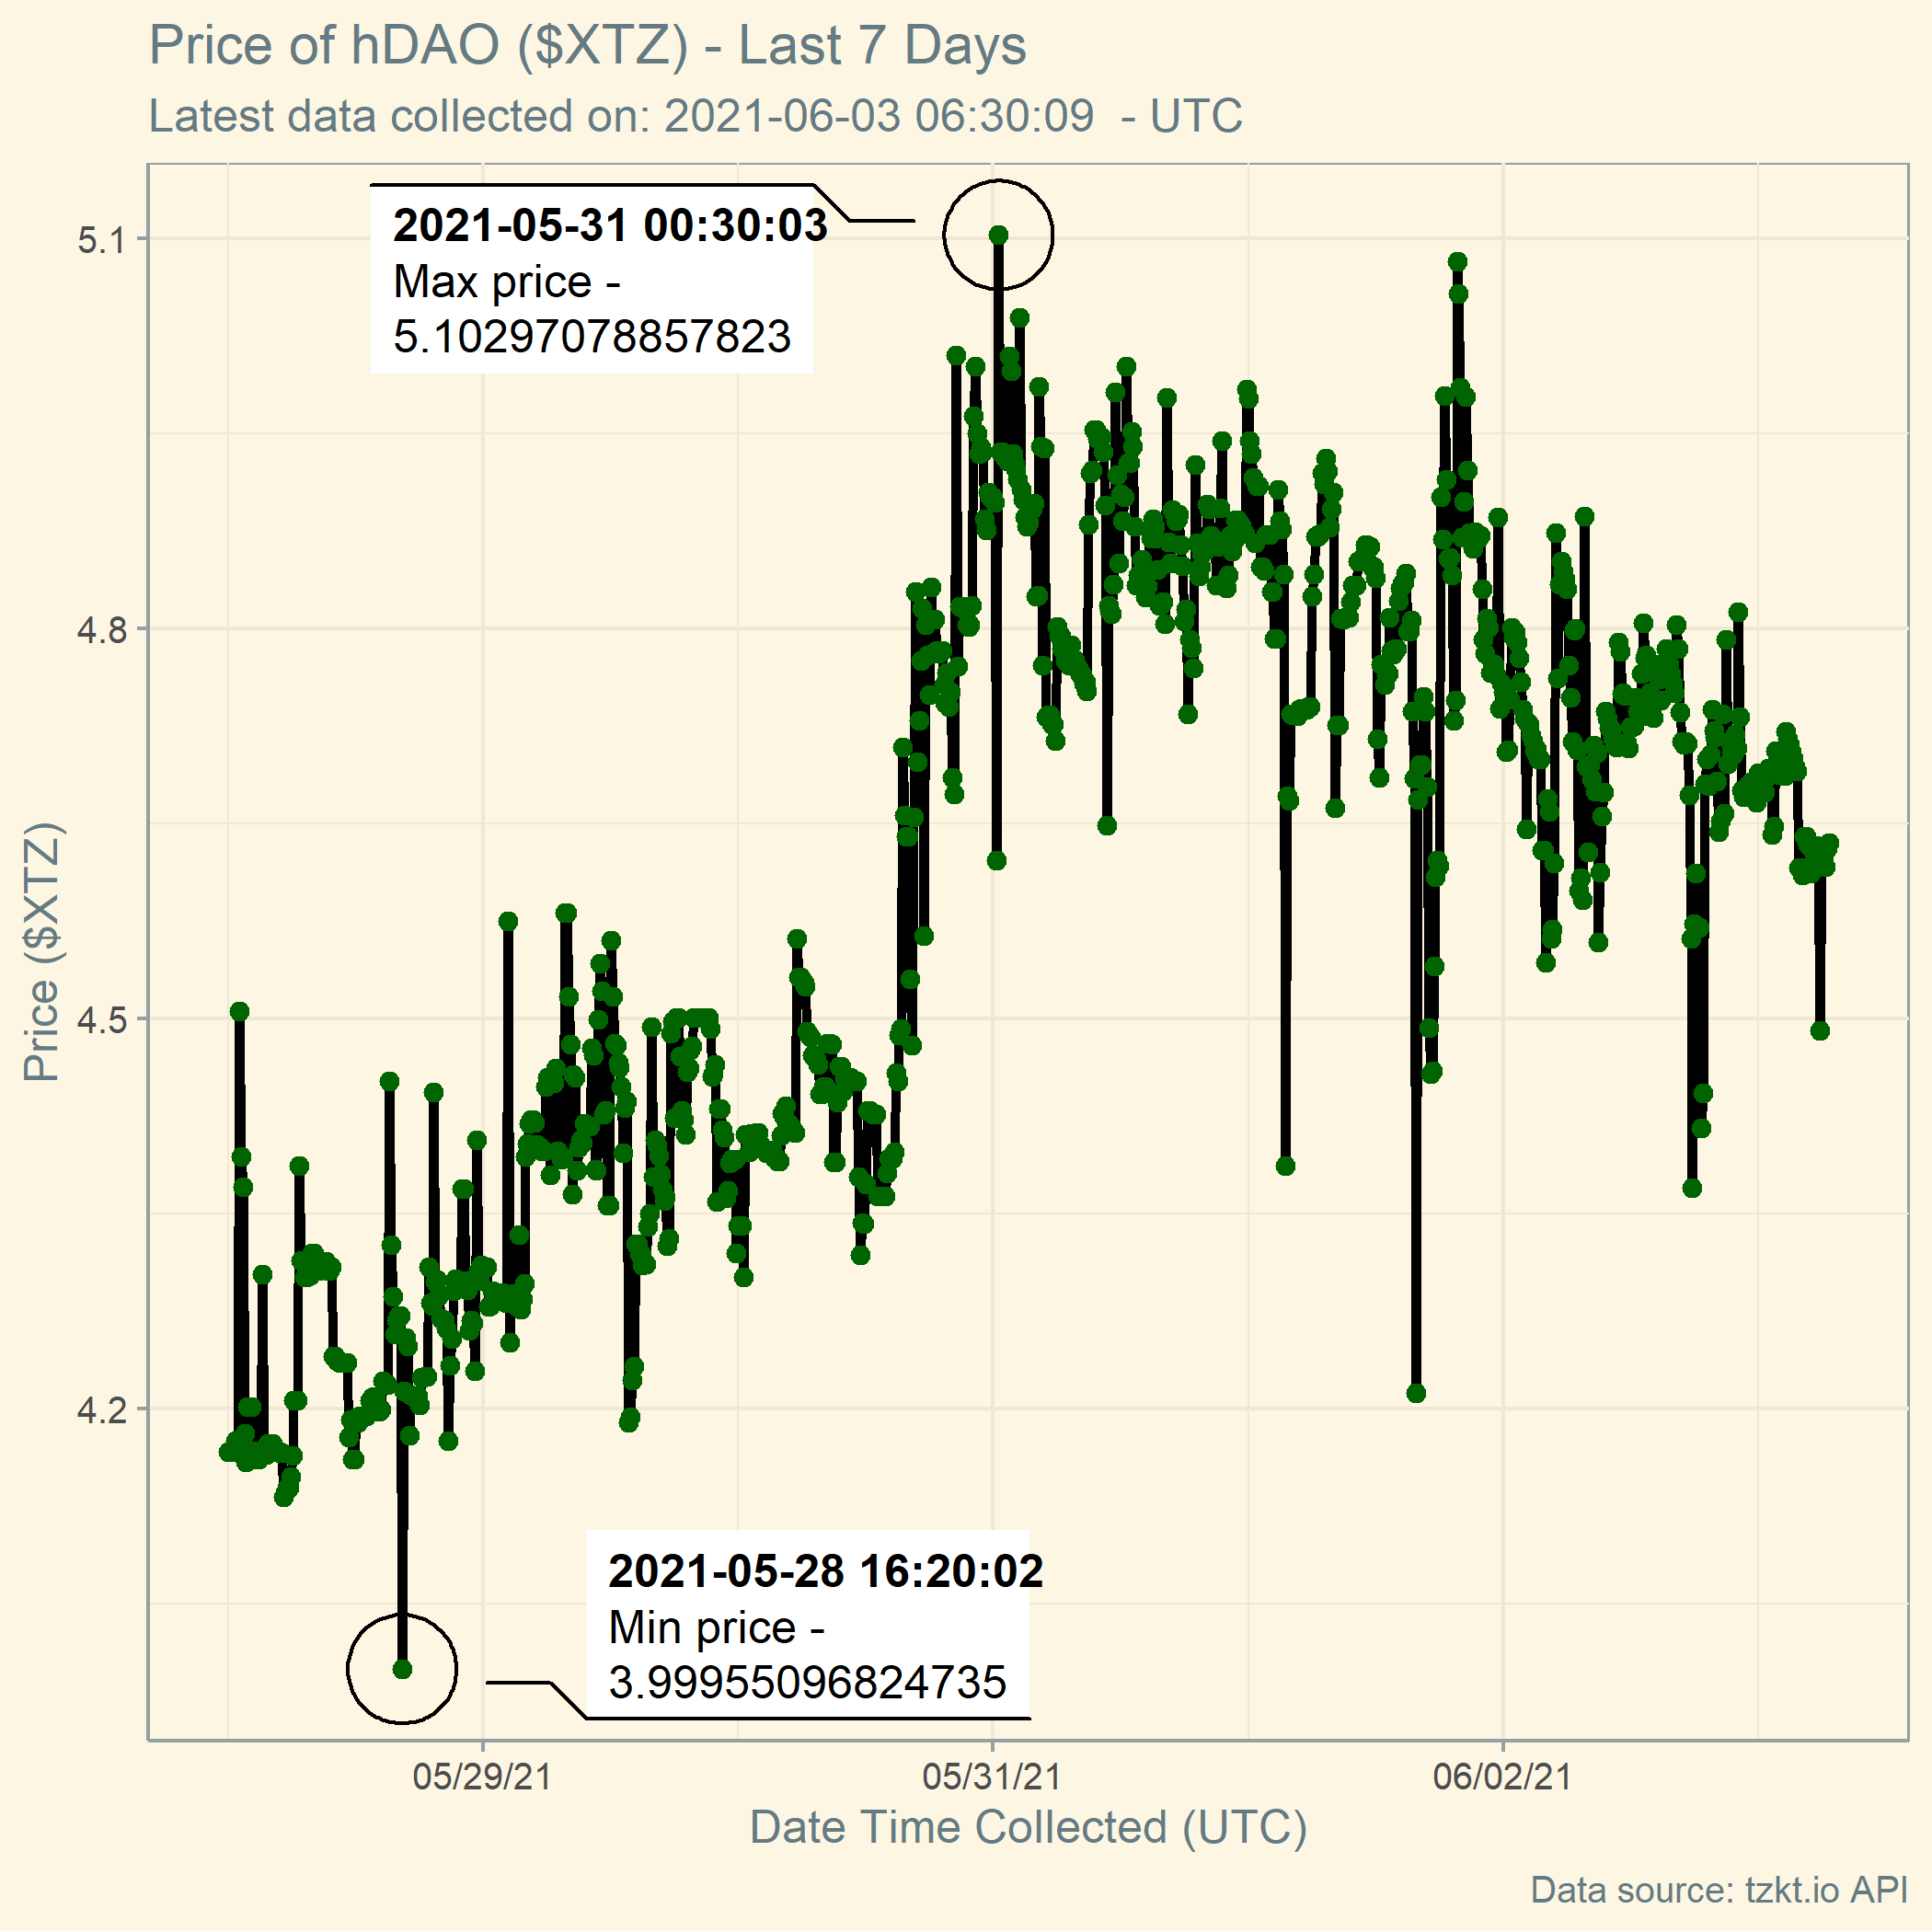 Price of hDAO ($XTZ) - Last 7 Days
Latest data collected on: 2021-06-03 06:30:09  - UTC
2021-05-31 00:30:03
Max price -
5.10297078857823
5.1
4.8
4.5
4.2
Price ($XTZ)
2021-05-28 16:20:02
Min price -
3.99955096824735
05/29/21
05/31/21
06/02/21
Date Time Collected (UTC)
Data source: tzkt.io API